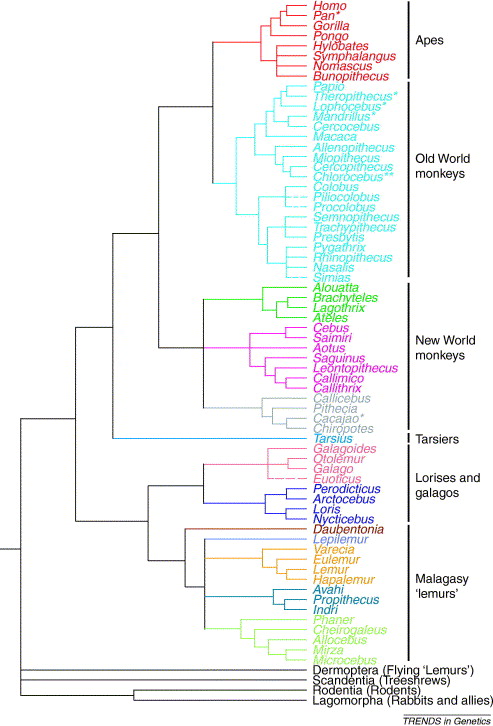 Homo
Pan*
Gorilla
Pongo
Hylobates
Symphalangus
Nomascus
Bunopithecus
Apes
Papio
Theropithecus*
Lophocebus*
Mandrillus*
Cercocebus
Macaca
Allenopithecus
Miopithecus
Cercopithecus
Chlorocebus**
Colobus
Piliocolobus
Procolobus
Semnopithecus
Trachypithecus
Presbytis
Pygathrix
Rhinopithecus
Nasalis
Simias
Old World
monkeys
Alouatta
Brachyteles
Lagothrix
Ateles
Cebus
Saimiri
Aotus
Saguinus
Leontopithecus
Callimico
Callithrix
Callicebus
Pithecia
Cacajao*
Chiropotes
New World
monkeys
Tarsius
Tarsiers
Galagoides
Otolemur
Galago
Euoticus
Perodicticus
Arctocebus
Loris
Nycticebus
Lorises and
galagos
Daubentonia
Lepilemur
Varecia
Eulemur
Lemur
Hapalemur
Avahi
Propithecus
Indri
Phaner
Cheirogaleus
Allocebus
Mirza
Microcebus
Malagasy
‘lemurs’
Dermoptera (Flying ‘Lemurs’)
Scandentia (Treeshrews)
Rodentia (Rodents)
Lagomorpha (Rabbits and allies)
TRENDS in Genetics